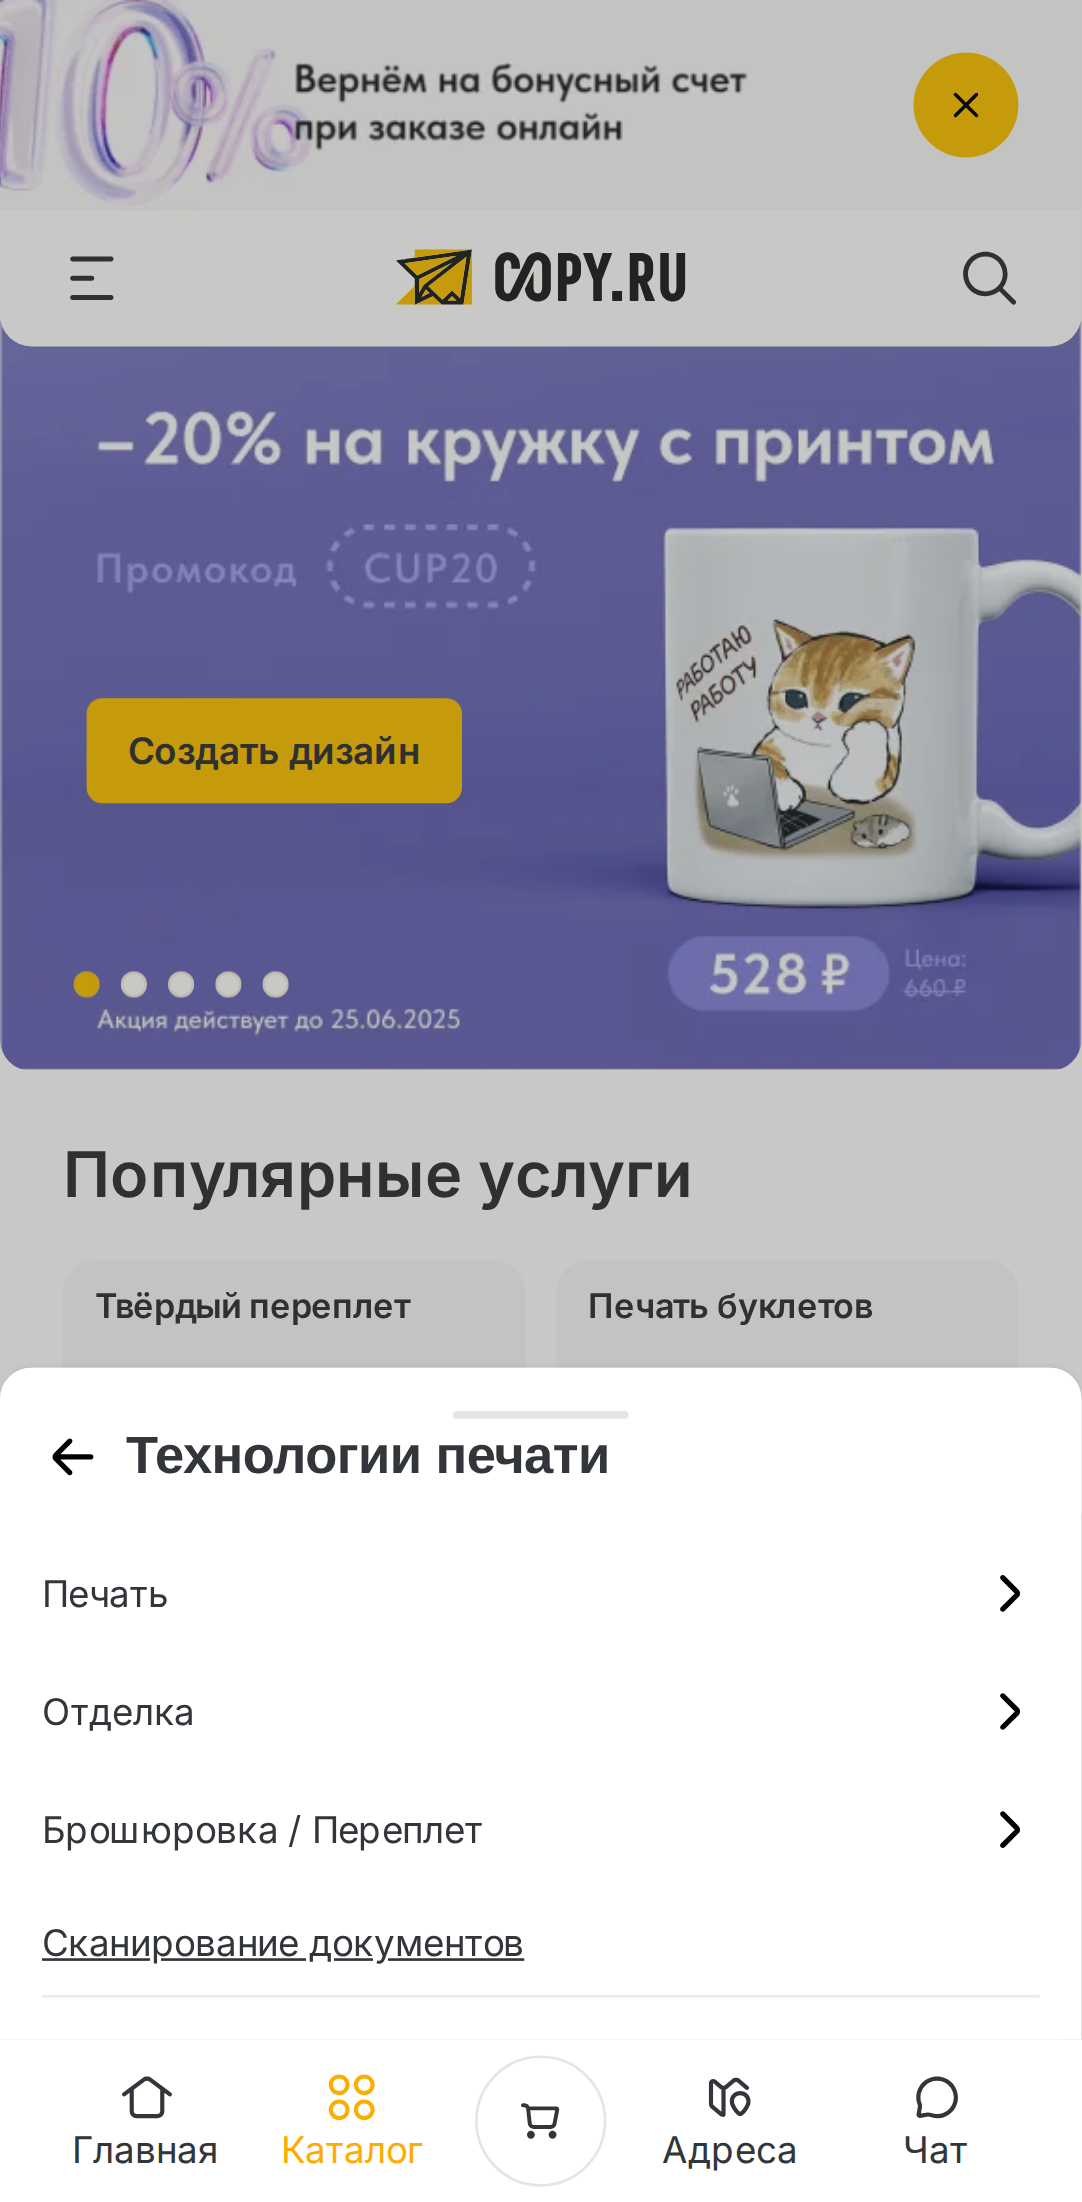 10%
Вернём на бонусный счет
при заказе онлайн
COPY.RU
–20% на кружку с принтом
Промокод CUP20
РАБОТАЮ
РАБОТУ
Создать дизайн
528 ₽
Цена:
660 ₽
Акция действует до 25.06.2025
Популярные услуги
Твёрдый переплет
Печать буклетов
Технологии печати
Печать
Отделка
Брошюровка / Переплет
Сканирование документов
Главная
Каталог
Адреса
Чат